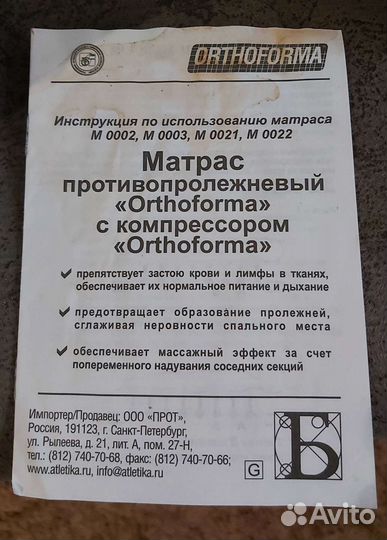 ORTHOFORMA
Инструкция по использованию матраса
М 0002, М 0003, М 0021, М 0022
Матрас
противопролежневый
«Orthoforma»
с компрессором
«Orthoforma»
препятствует застою крови и лимфы в тканях,
обеспечивает их нормальное питание и дыхание
предотвращает образование пролежней,
сглаживая неровности спального места
обеспечивает массажный эффект за счет
попеременного надувания соседних секций
Импортер/Продавец: ООО «ПРОТ»,
Россия, 191123, г. Санкт-Петербург,
ул. Рылеева, д. 21, лит. А, пом. 27-Н,
тел.: (812) 740-70-68, факс: (812) 740-70-66;
www.atletika.ru, info@atletika.ru
G
Б
Avito